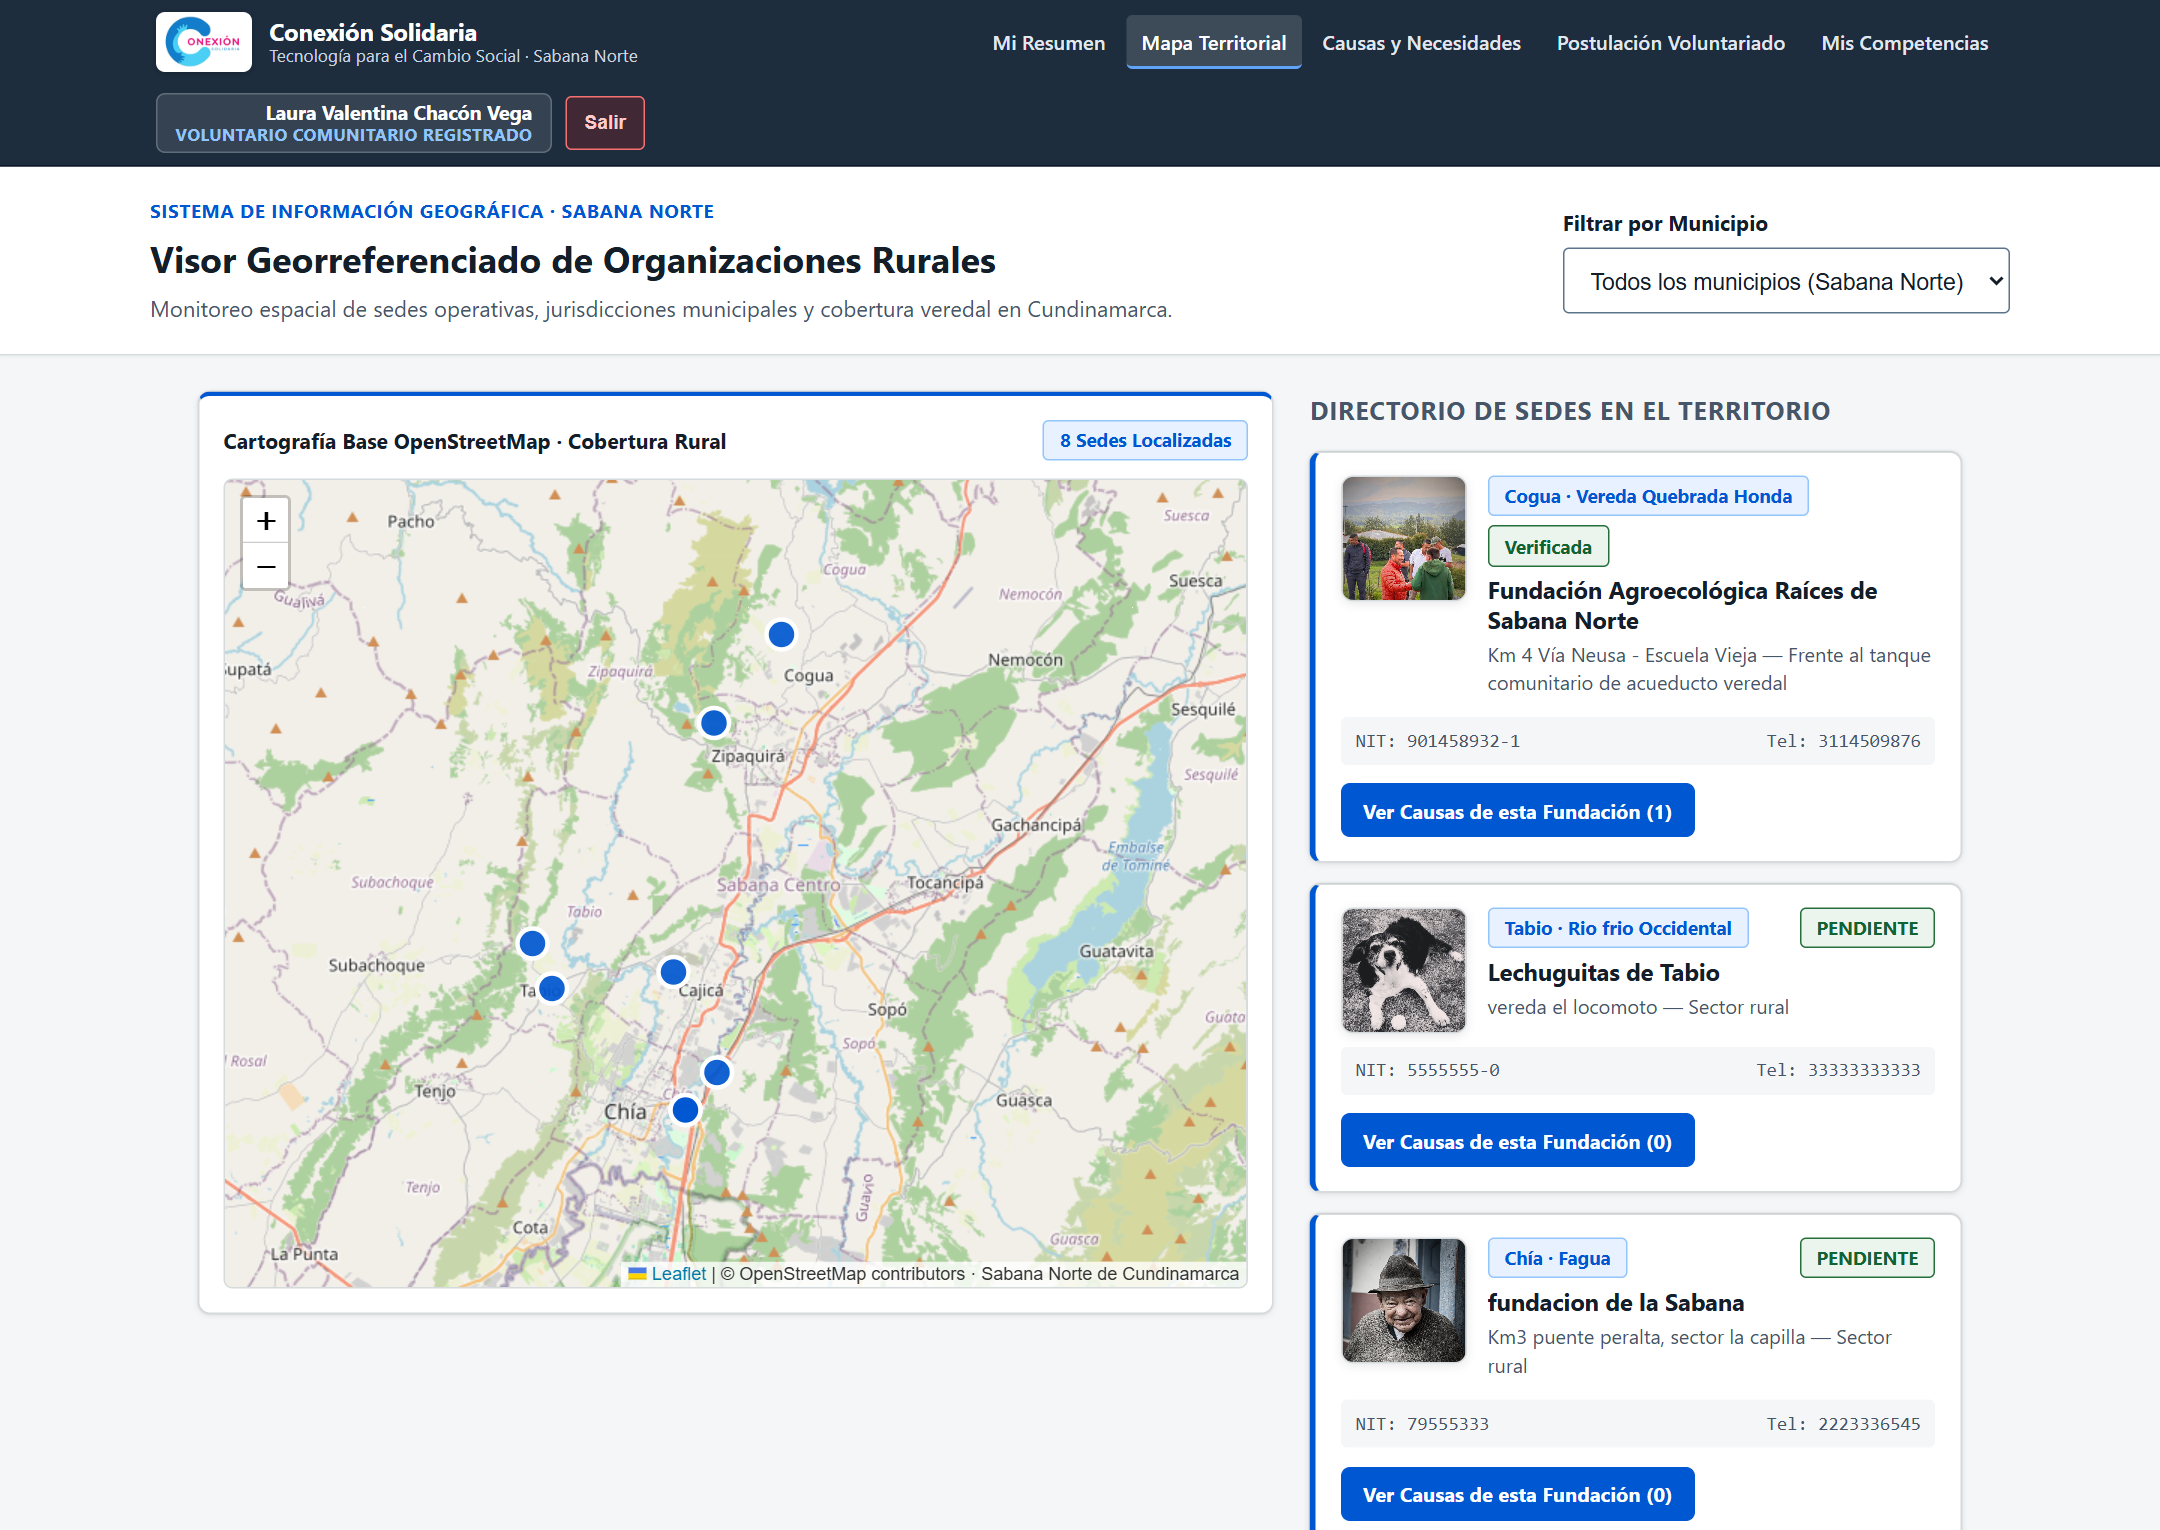 ONEXIÓN
SOLIDARIA
Conexión Solidaria
Tecnología para el Cambio Social · Sabana Norte
Mi Resumen
Mapa Territorial
Causas y Necesidades
Postulación Voluntariado
Mis Competencias
Laura Valentina Chacón Vega
VOLUNTARIO COMUNITARIO REGISTRADO
Salir
SISTEMA DE INFORMACIÓN GEOGRÁFICA · SABANA NORTE
Visor Georreferenciado de Organizaciones Rurales
Monitoreo espacial de sedes operativas, jurisdicciones municipales y cobertura veredal en Cundinamarca.
Filtrar por Municipio
Todos los municipios (Sabana Norte)
Cartografía Base OpenStreetMap · Cobertura Rural
8 Sedes Localizadas
+
−
Pacho
Suesca
Cogua
Suesca
Nemocón
Gualivá
Zipaquirá
Nemocón
upatá
Cogua
Sesquilé
Zipaquirá
Sesquilé
Gachancipá
Embalse
de Tominé
Subachoque
Sabana Centro
Tocancipá
Tabio
Guatavita
Subachoque
Cajicá
Sopó
Guata
Sopó
l Rosal
Tenjo
Chía
Guasca
Tenjo
Guavio
Cota
Guasca
La Punta
Leaflet | © OpenStreetMap contributors · Sabana Norte de Cundinamarca
DIRECTORIO DE SEDES EN EL TERRITORIO
Cogua · Vereda Quebrada Honda
Verificada
Fundación Agroecológica Raíces de
Sabana Norte
Km 4 Vía Neusa - Escuela Vieja — Frente al tanque
comunitario de acueducto veredal
NIT: 901458932-1
Tel: 3114509876
Ver Causas de esta Fundación (1)
Tabio · Rio frio Occidental
PENDIENTE
Lechuguitas de Tabio
vereda el locomoto — Sector rural
NIT: 5555555-0
Tel: 33333333333
Ver Causas de esta Fundación (0)
Chía · Fagua
PENDIENTE
fundacion de la Sabana
Km3 puente peralta, sector la capilla — Sector
rural
NIT: 79555333
Tel: 2223336545
Ver Causas de esta Fundación (0)